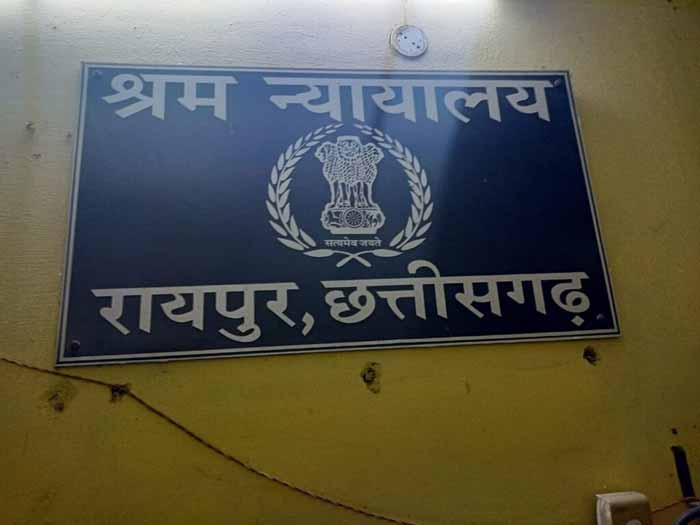 श्रम न्यायालय
सत्यमेव जयते
रायपुर, छत्तीसगढ़